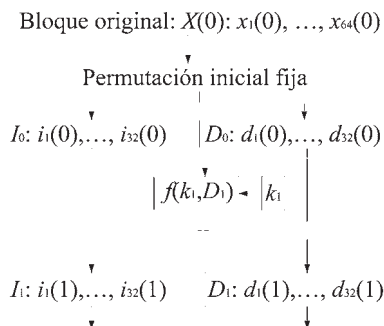 Bloque original: X(0): x₁(0), …, x₆₄(0)
Permutación inicial fija
I₀: i₁(0),…, i₃₂(0) D₀: d₁(0),…, d₃₂(0)
f(k₁,D₁) k₁
I₁: i₁(1),…, i₃₂(1) D₁: d₁(1),…, d₃₂(1)